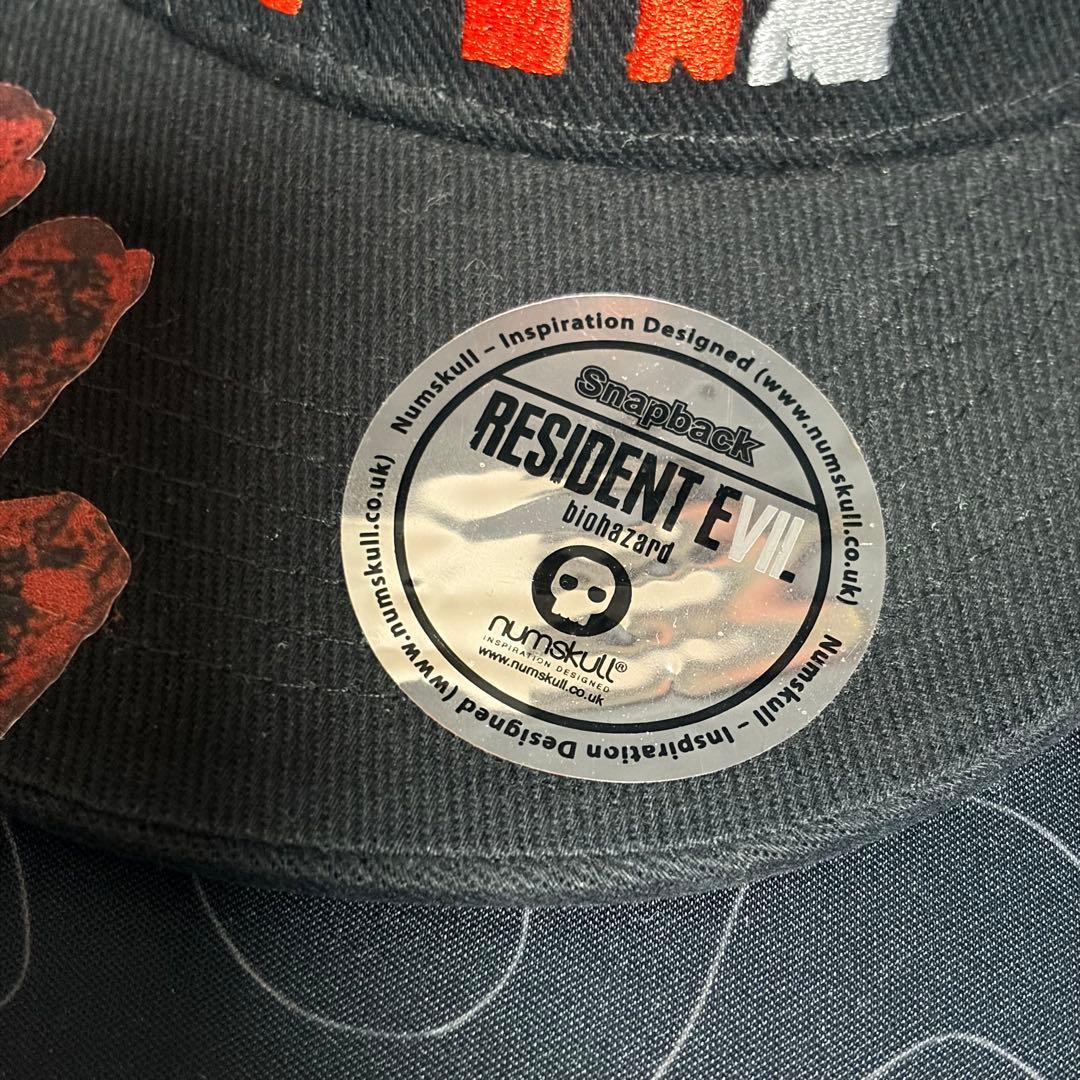 Numskull – Inspiration Designed (www.numskull.co.uk)
Snapback
RESIDENT EVII.
biohazard
numskull®
INSPIRATION DESIGNED
www.numskull.co.uk
Numskull – Inspiration Designed (www.numskull.co.uk)